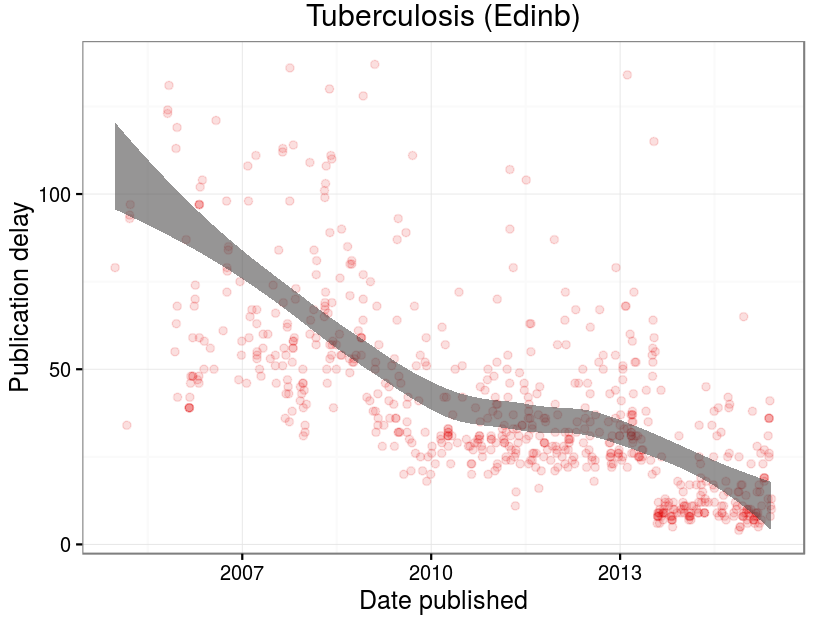 Tuberculosis (Edinb)
Publication delay
100
50
0
2007 2010 2013
Date published